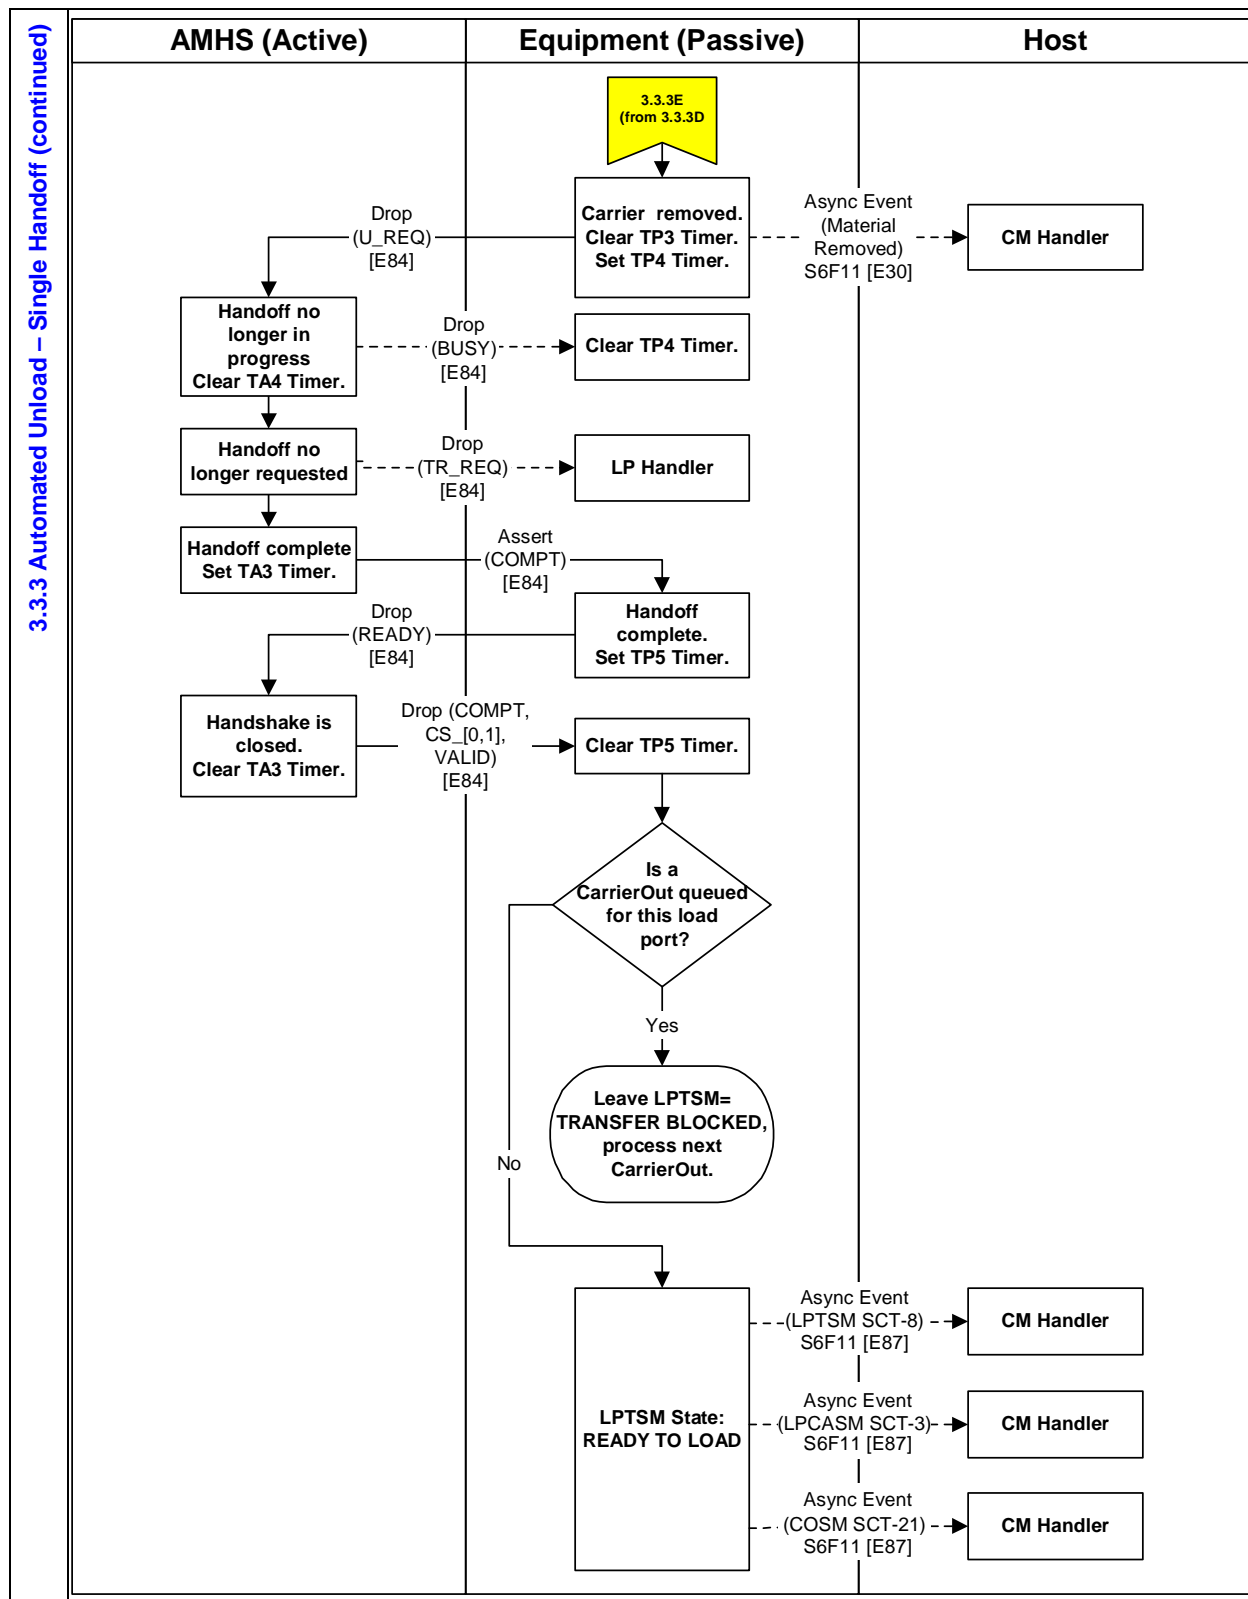 3.3.3 Automated Unload – Single Handoff (continued)
AMHS (Active)
Equipment (Passive)
Host
3.3.3E
(from 3.3.3D
Carrier removed.
Clear TP3 Timer.
Set TP4 Timer.
Async Event
(Material
Removed)
S6F11 [E30]
CM Handler
Drop
(U_REQ)
[E84]
Handoff no
longer in
progress
Clear TA4 Timer.
Drop
(BUSY)
[E84]
Clear TP4 Timer.
Handoff no
longer requested
Drop
(TR_REQ)
[E84]
LP Handler
Handoff complete
Set TA3 Timer.
Assert
(COMPT)
[E84]
Handoff
complete.
Set TP5 Timer.
Drop
(READY)
[E84]
Handshake is
closed.
Clear TA3 Timer.
Drop (COMPT,
CS_[0,1],
VALID)
[E84]
Clear TP5 Timer.
Is a
CarrierOut queued
for this load
port?
Yes
Leave LPTSM=
TRANSFER BLOCKED,
process next
CarrierOut.
No
LPTSM State:
READY TO LOAD
Async Event
(LPTSM SCT-8)
S6F11 [E87]
CM Handler
Async Event
(LPCASM SCT-3)
S6F11 [E87]
CM Handler
Async Event
(COSM SCT-21)
S6F11 [E87]
CM Handler